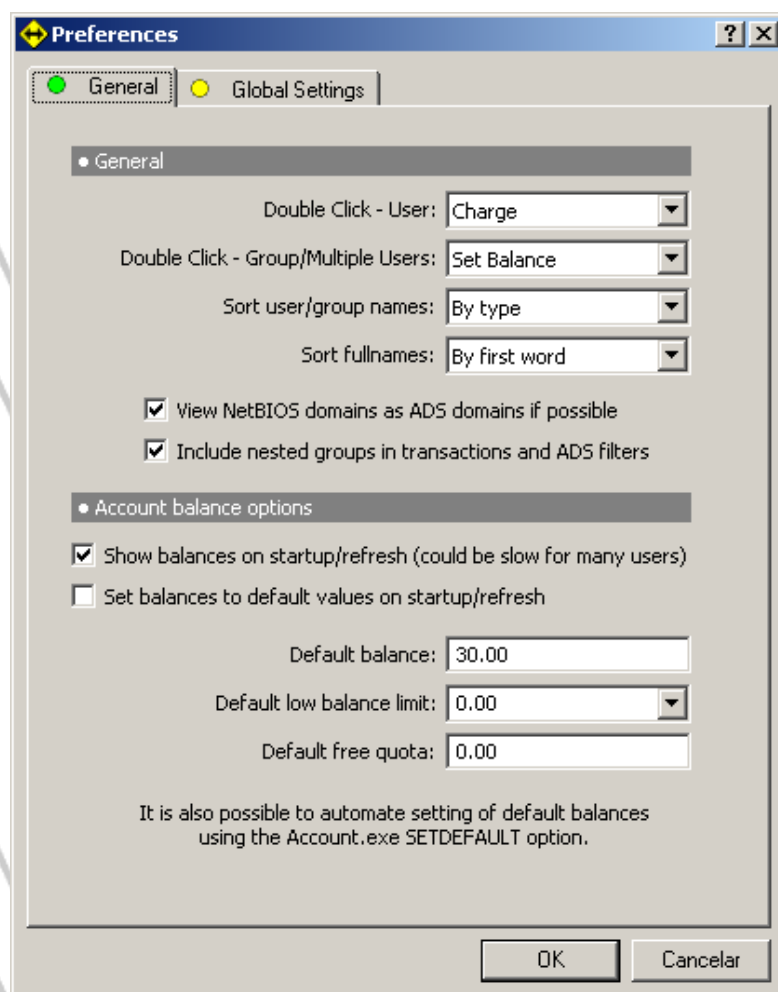 Preferences
General
Global Settings
● General
Double Click - User: Charge
Double Click - Group/Multiple Users: Set Balance
Sort user/group names: By type
Sort fullnames: By first word
View NetBIOS domains as ADS domains if possible
Include nested groups in transactions and ADS filters
● Account balance options
Show balances on startup/refresh (could be slow for many users)
Set balances to default values on startup/refresh
Default balance: 30.00
Default low balance limit: 0.00
Default free quota: 0.00
It is also possible to automate setting of default balances
using the Account.exe SETDEFAULT option.
OK
Cancelar